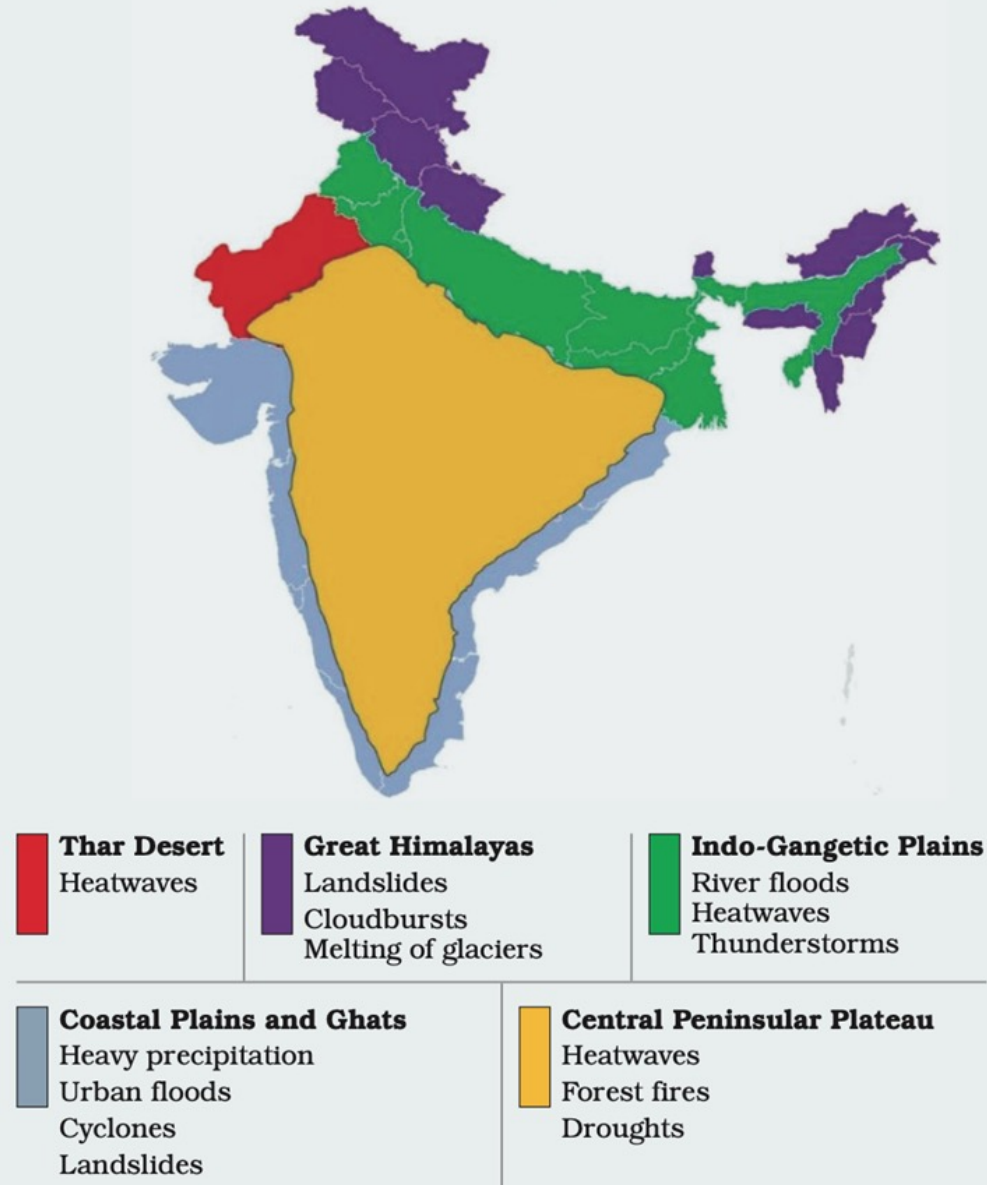 Thar Desert
Heatwaves
Great Himalayas
Landslides
Cloudbursts
Melting of glaciers
Indo-Gangetic Plains
River floods
Heatwaves
Thunderstorms
Coastal Plains and Ghats
Heavy precipitation
Urban floods
Cyclones
Landslides
Central Peninsular Plateau
Heatwaves
Forest fires
Droughts